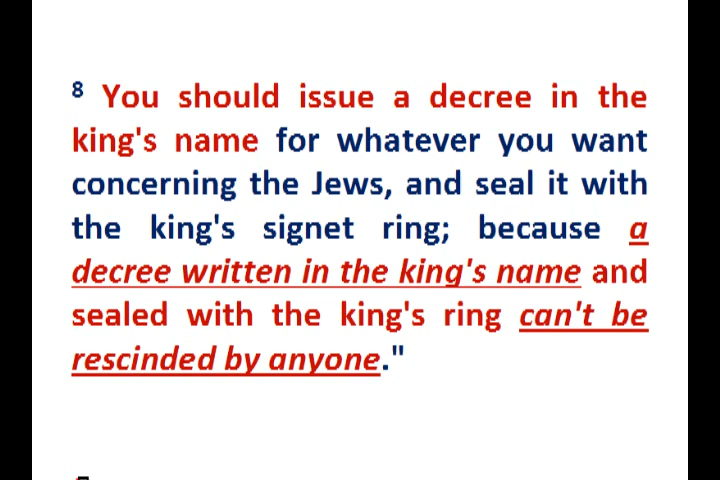 8 You should issue a decree in the
king's name for whatever you want
concerning the Jews, and seal it with
the king's signet ring; because a
decree written in the king's name and
sealed with the king's ring can't be
rescinded by anyone."